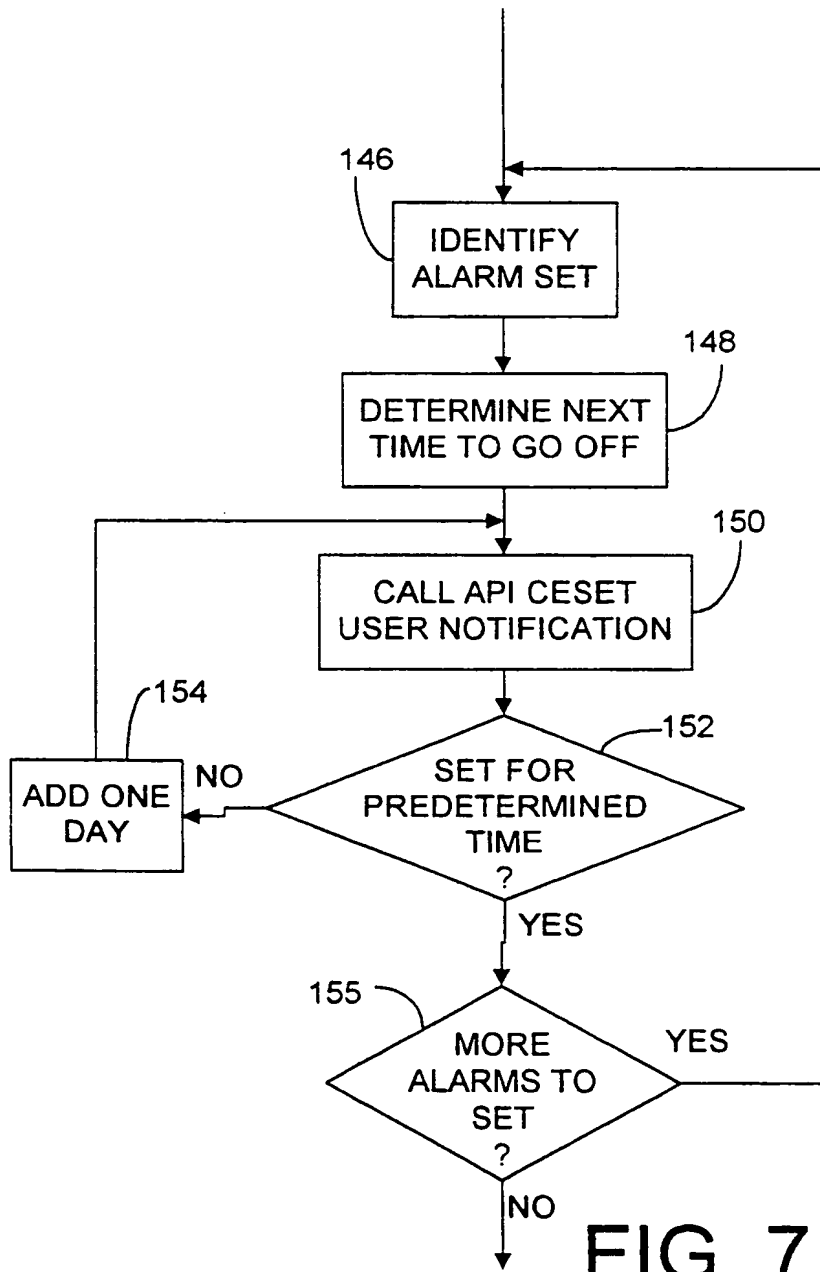 146
IDENTIFY
ALARM SET
148
DETERMINE NEXT
TIME TO GO OFF
150
CALL API CESET
USER NOTIFICATION
154
152
ADD ONE
DAY
NO
SET FOR
PREDETERMINED
TIME
?
YES
155
MORE
ALARMS TO
SET
?
YES
NO
FIG. 7